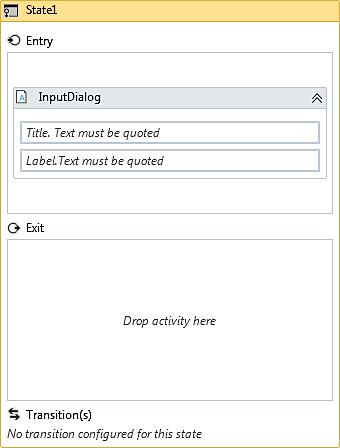 State1
Entry
InputDialog
Title. Text must be quoted
Label.Text must be quoted
Exit
Drop activity here
Transition(s)
No transition configured for this state